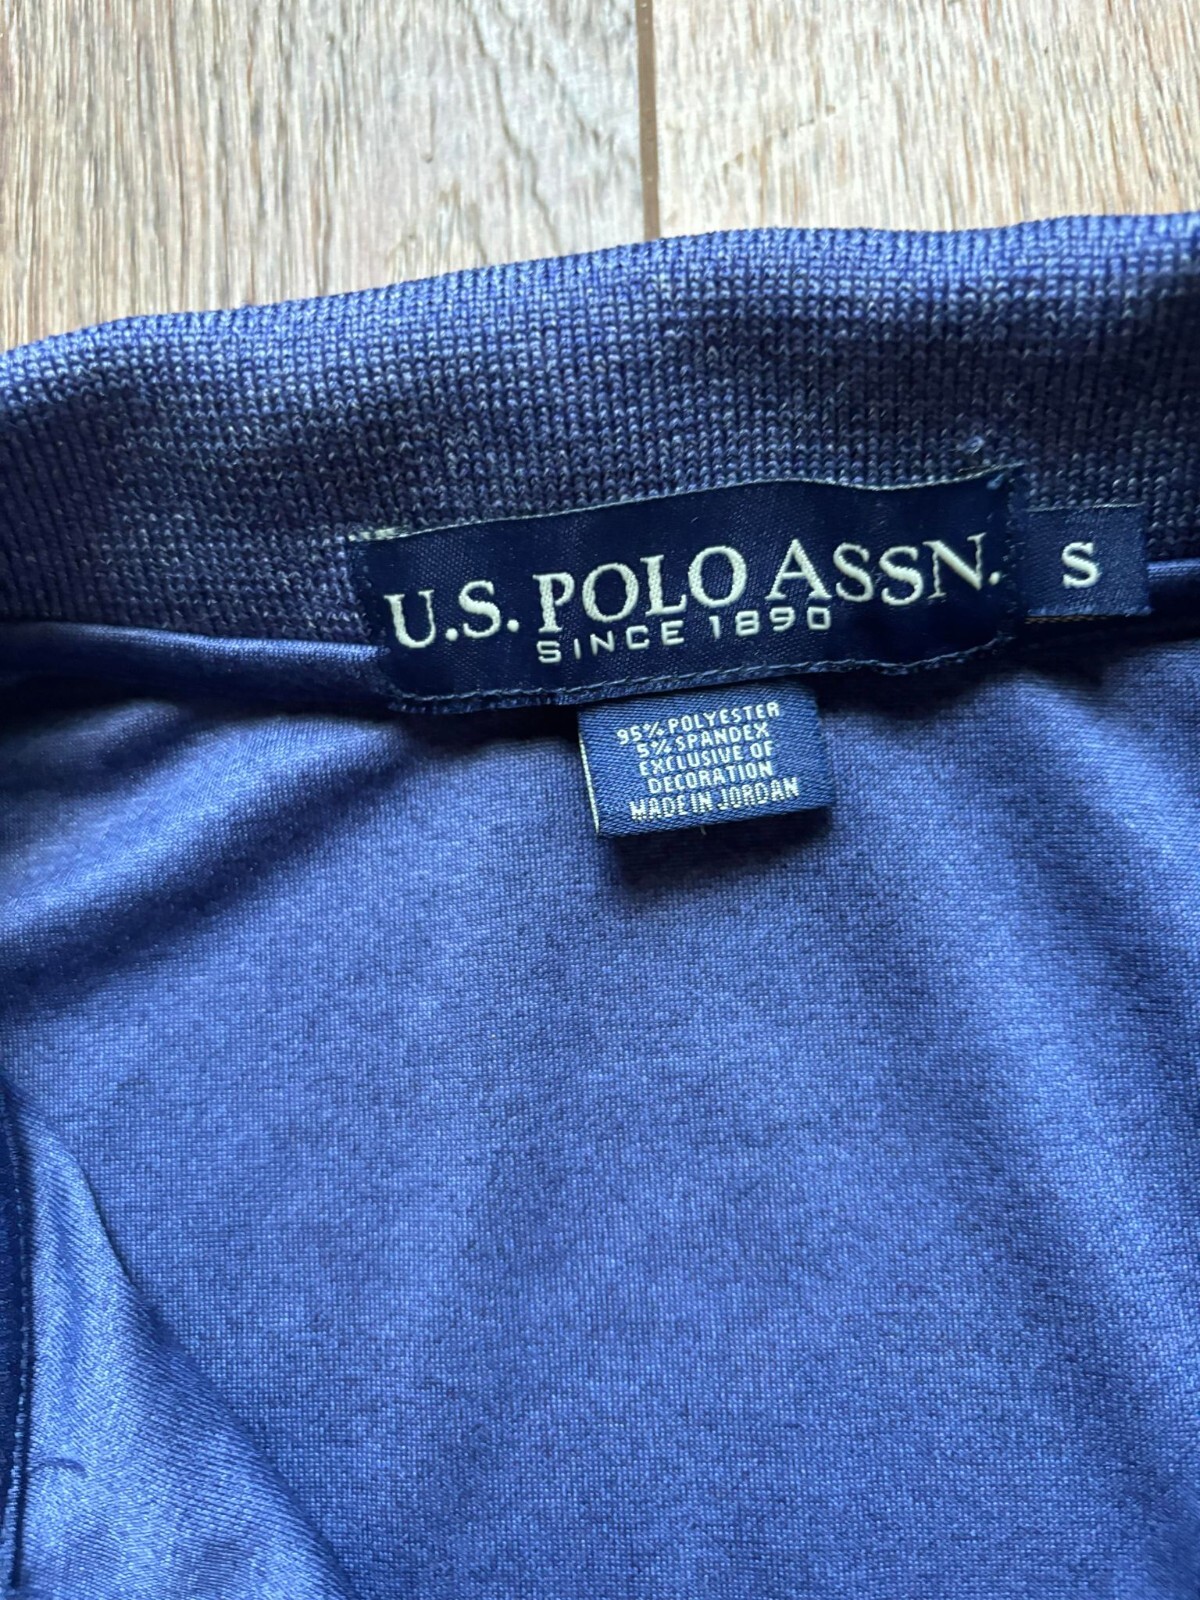 U.S. POLO ASSN.
SINCE 1890
S
95% POLYESTER
5% SPANDEX
EXCLUSIVE OF
DECORATION
MADE IN JORDAN